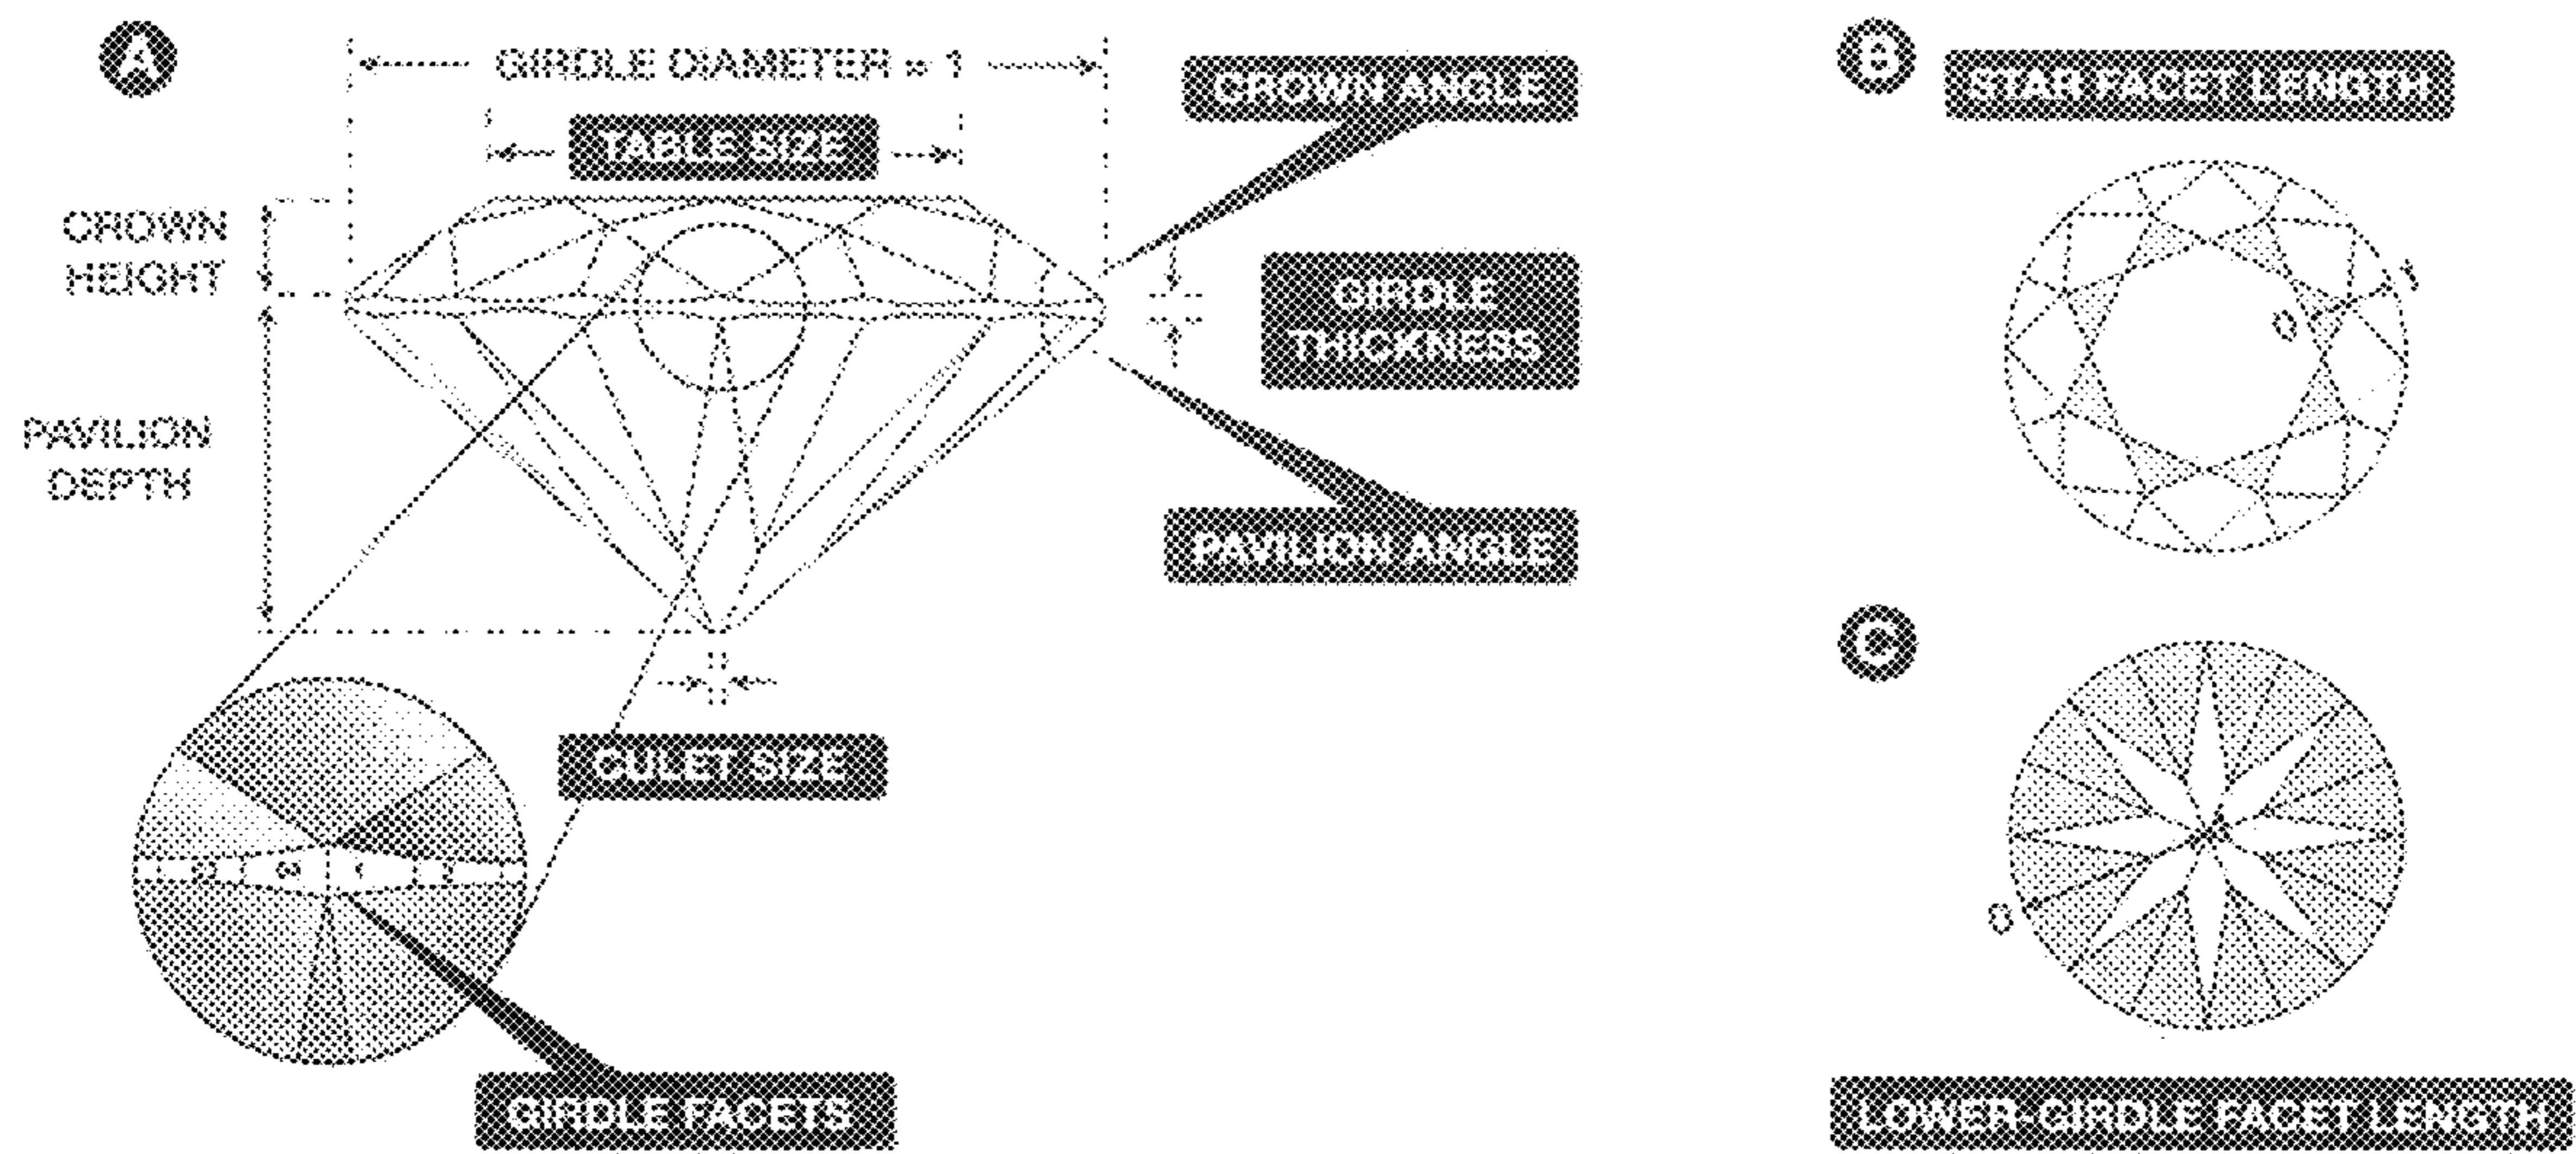 A
GIRDLE DIAMETER = 1
CROWN ANGLE
TABLE SIZE
CROWN
HEIGHT
GIRDLE
THICKNESS
PAVILION
DEPTH
PAVILION ANGLE
CULET SIZE
GIRDLE FACETS
B
STAR FACET LENGTH
1
0
C
0
LOWER-GIRDLE FACET LENGTH